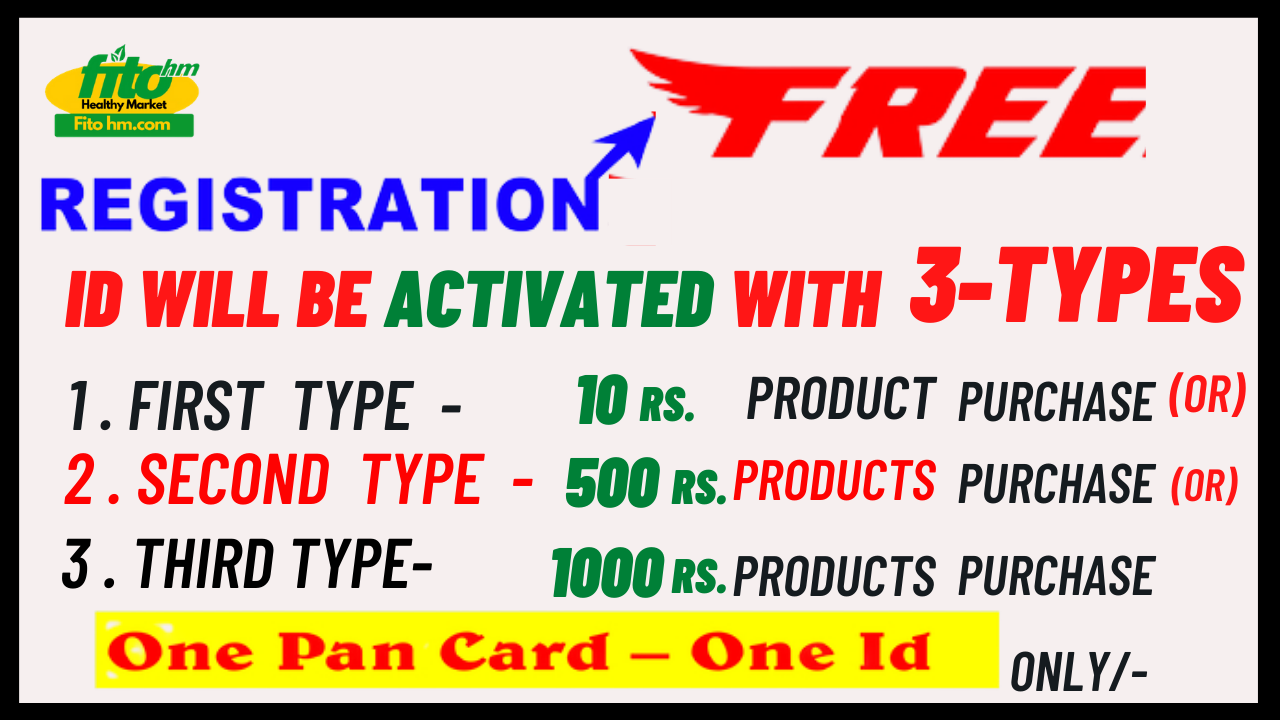 fito hm
Healthy Market
Fito hm.com
FREE
REGISTRATION
ID WILL BE ACTIVATED WITH 3-TYPES
1 . FIRST TYPE - 10 RS. PRODUCT PURCHASE (OR)
2 . SECOND TYPE - 500 RS. PRODUCTS PURCHASE (OR)
3 . THIRD TYPE- 1000 RS. PRODUCTS PURCHASE
One Pan Card – One Id ONLY/-